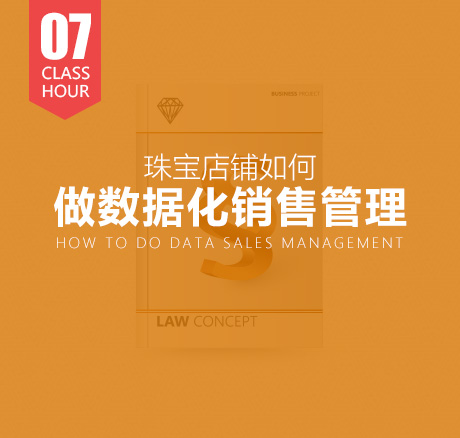 07
CLASS
HOUR
BUSINESS PROJECT
珠宝店铺如何
做数据化销售管理
HOW TO DO DATA SALES MANAGEMENT
LAW CONCEPT